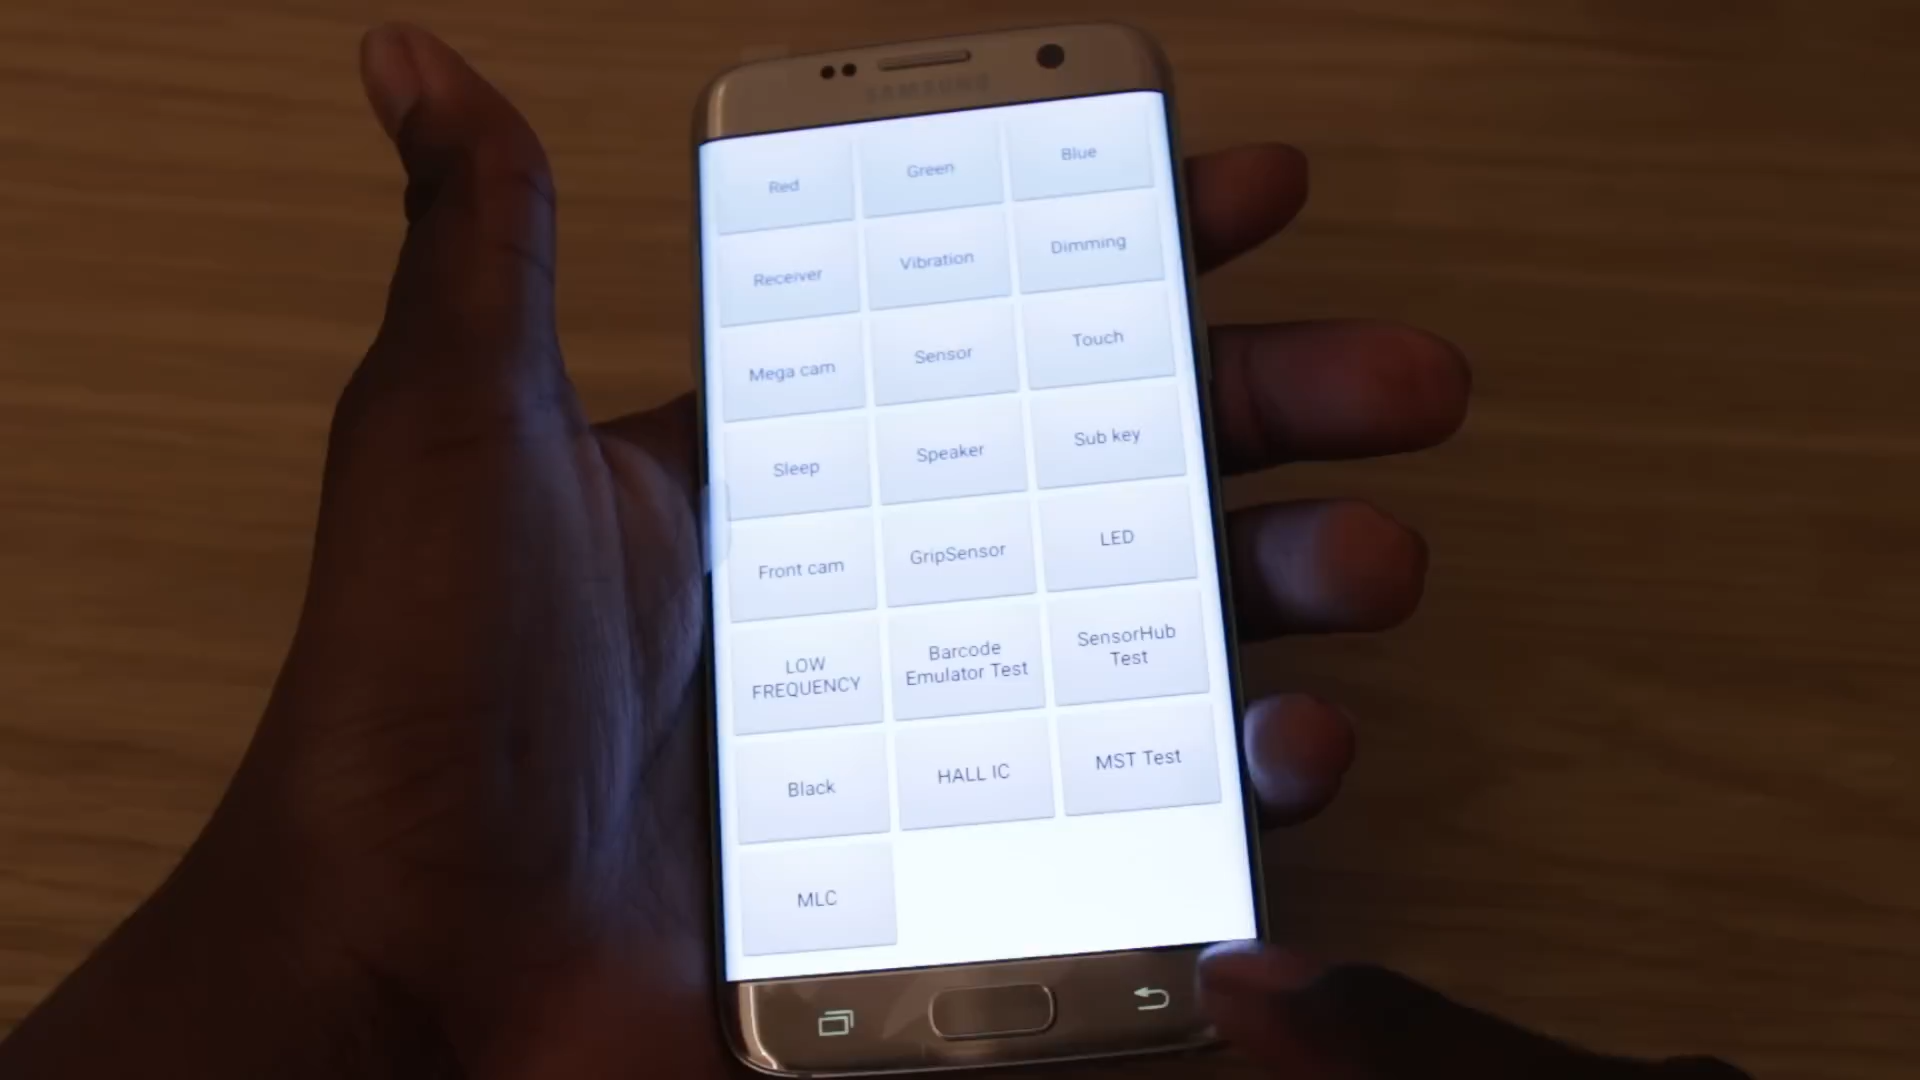 SAMSUNG
Red
Green
Blue
Receiver
Vibration
Dimming
Mega cam
Sensor
Touch
Sleep
Speaker
Sub key
Front cam
GripSensor
LED
LOW
FREQUENCY
Barcode
Emulator Test
SensorHub
Test
Black
HALL IC
MST Test
MLC